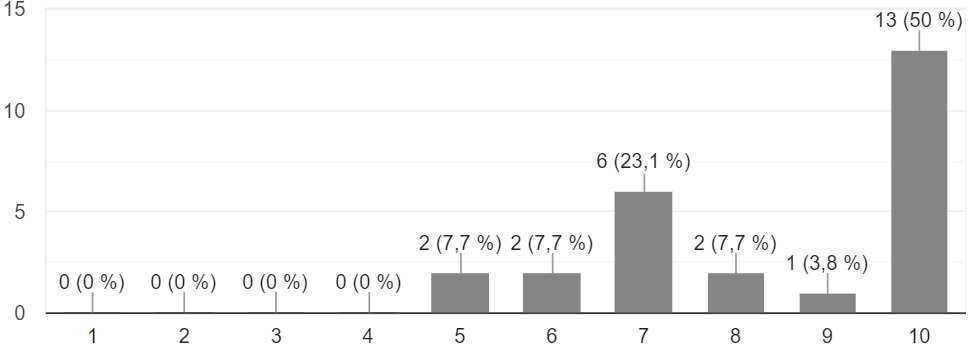 15
13 (50 %)
10
6 (23,1 %)
5
2 (7,7 %) 2 (7,7 %) 2 (7,7 %)
1 (3,8 %)
0 (0 %) 0 (0 %) 0 (0 %) 0 (0 %)
0
1 2 3 4 5 6 7 8 9 10